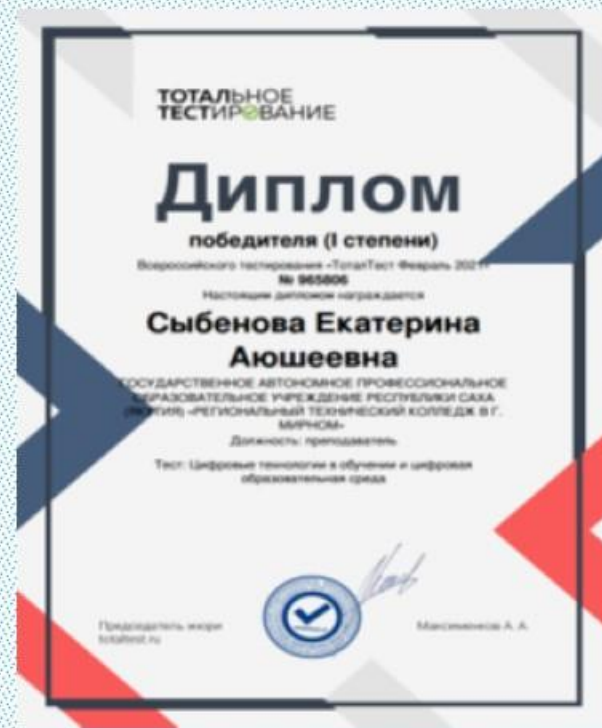 ТОТАЛЬНОЕ
ТЕСТИРОВАНИЕ
Диплом
победителя (I степени)
Всероссийского тестирования «ТоталТест Февраль 2021»
№ 965806
Настоящим дипломом награждается
Сыбенова Екатерина
Аюшеевна
ГОСУДАРСТВЕННОЕ АВТОНОМНОЕ ПРОФЕССИОНАЛЬНОЕ
ОБРАЗОВАТЕЛЬНОЕ УЧРЕЖДЕНИЕ РЕСПУБЛИКИ САХА
(ЯКУТИЯ) «РЕГИОНАЛЬНЫЙ ТЕХНИЧЕСКИЙ КОЛЛЕДЖ В Г.
МИРНОМ»
Должность: преподаватель
Тест: Цифровые технологии в обучении и цифровая
образовательная среда
Председатель жюри
totaltest.ru
Максименков А. А.